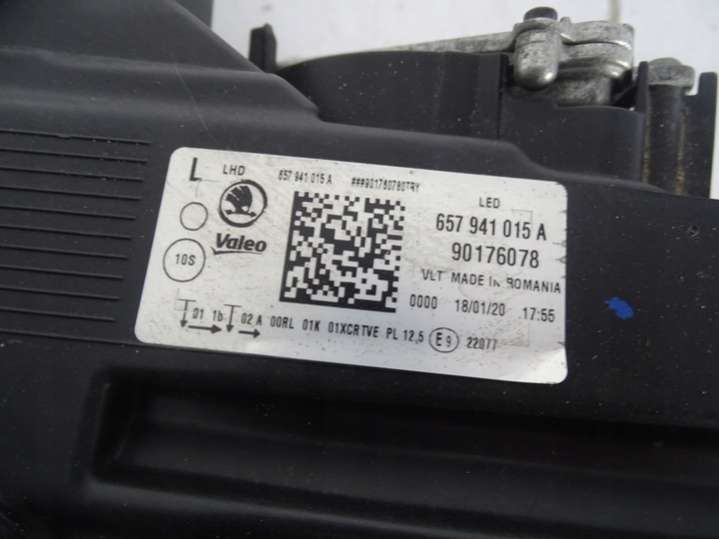 L LHD 657 941 015 A ###90176078078Y LED
Valeo
657 941 015 A
90176078
10S
VLT MADE IN ROMANIA
0000 18/01/20 17:55
01 1b 02 A 00RL 01K 01XCRTVE PL 12,5 E9 22077